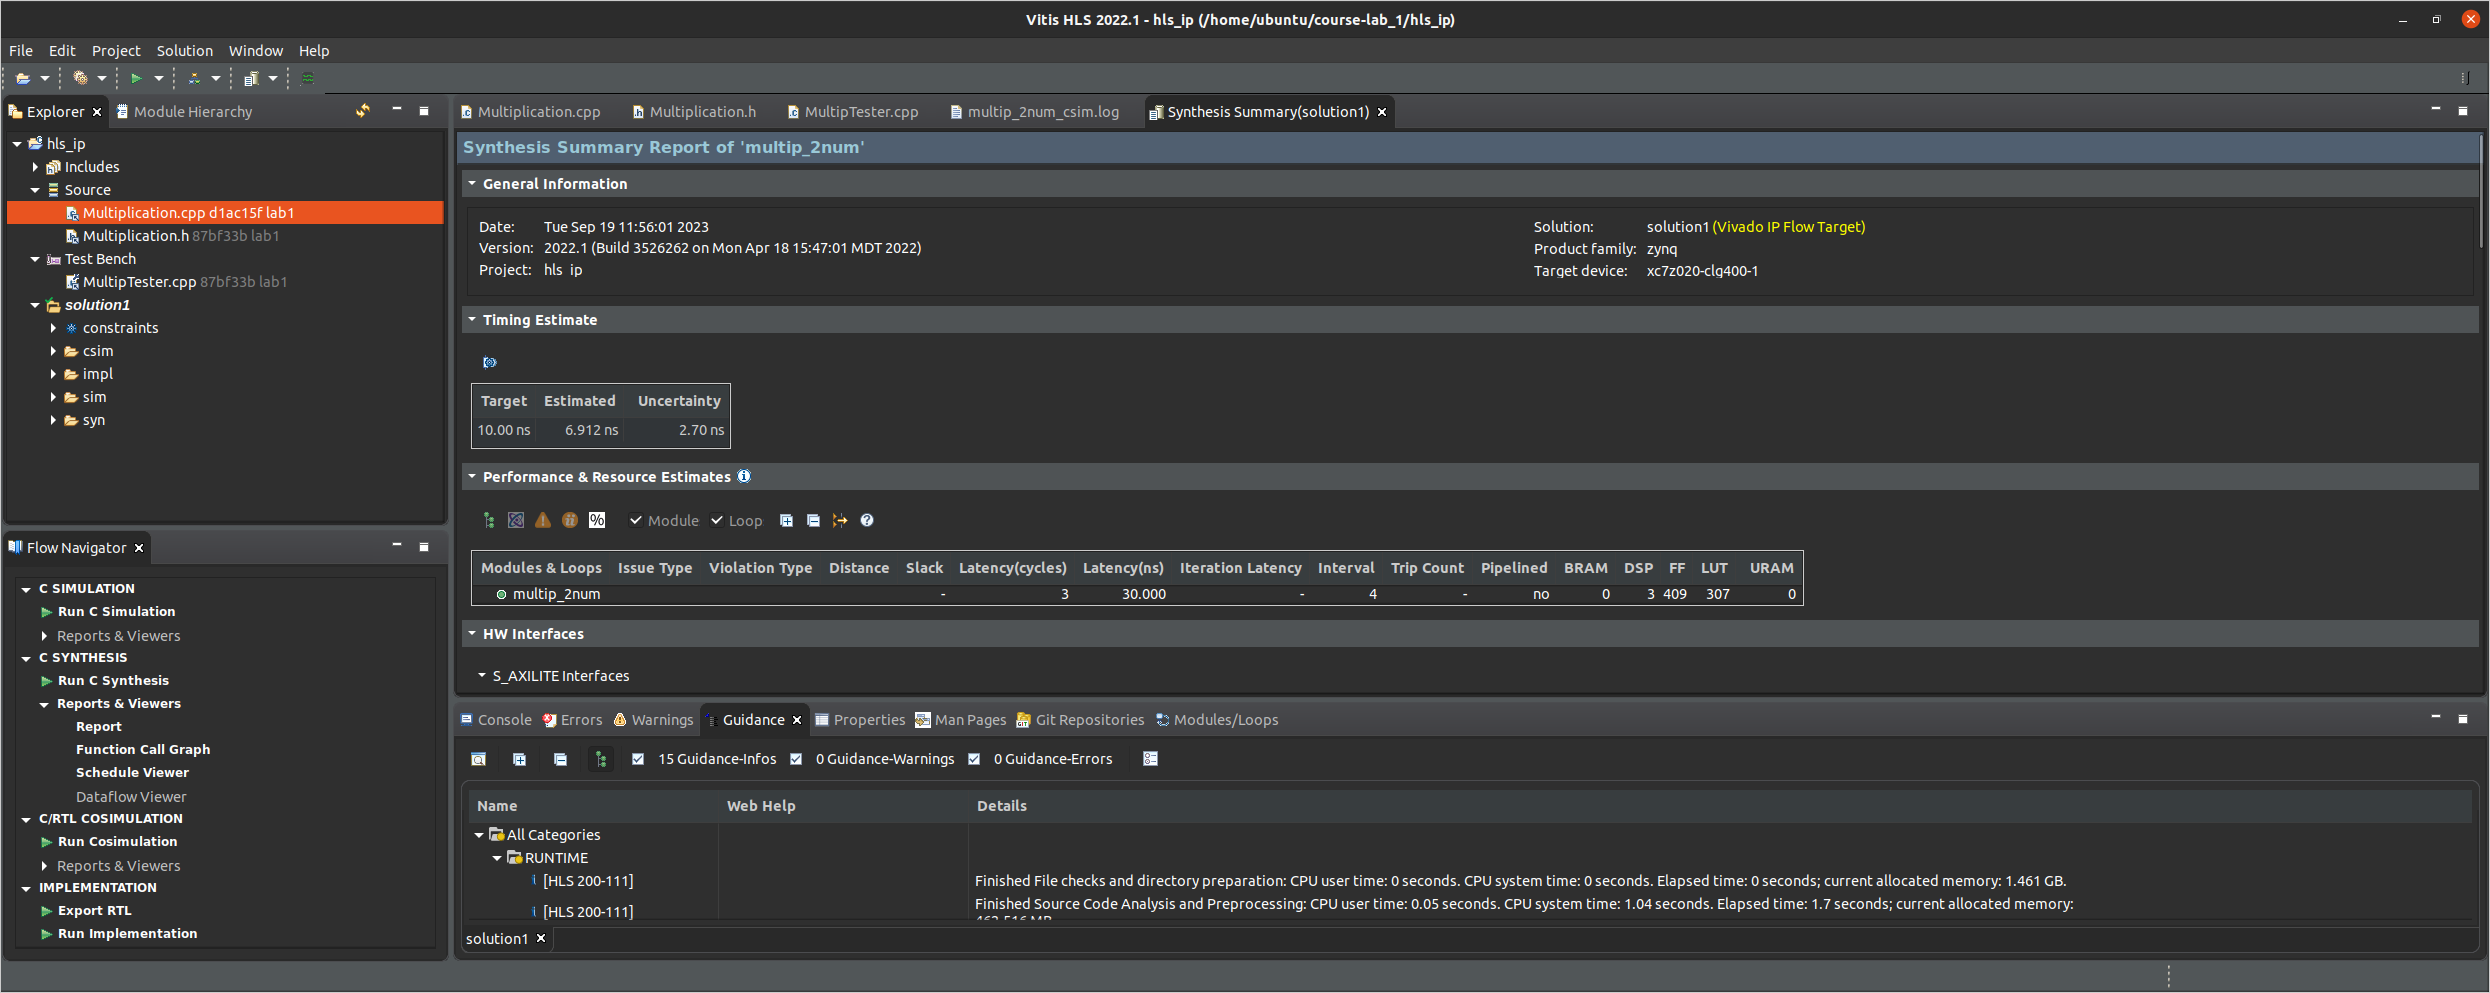 Vitis HLS 2022.1 - hls_ip (/home/ubuntu/course-lab_1/hls_ip)
File Edit Project Solution Window Help
Explorer Module Hierarchy
hls_ip
Includes
Source
Multiplication.cpp d1ac15f lab1
Multiplication.h 87bf33b lab1
Test Bench
MultipTester.cpp 87bf33b lab1
solution1
constraints
csim
impl
sim
syn
Flow Navigator
C SIMULATION
Run C Simulation
Reports & Viewers
C SYNTHESIS
Run C Synthesis
Reports & Viewers
Report
Function Call Graph
Schedule Viewer
Dataflow Viewer
C/RTL COSIMULATION
Run Cosimulation
Reports & Viewers
IMPLEMENTATION
Export RTL
Run Implementation
Multiplication.cpp Multiplication.h MultipTester.cpp multip_2num_csim.log Synthesis Summary(solution1)
Synthesis Summary Report of 'multip_2num'
General Information
Date: Tue Sep 19 11:56:01 2023
Version: 2022.1 (Build 3526262 on Mon Apr 18 15:47:01 MDT 2022)
Project: hls_ip
Solution: solution1 (Vivado IP Flow Target)
Product family: zynq
Target device: xc7z020-clg400-1
Timing Estimate
Target Estimated Uncertainty
10.00 ns 6.912 ns 2.70 ns
Performance & Resource Estimates
% Module Loop
Modules & Loops Issue Type Violation Type Distance Slack Latency(cycles) Latency(ns) Iteration Latency Interval Trip Count Pipelined BRAM DSP FF LUT URAM
multip_2num - 3 30.000 - 4 - no 0 3 409 307 0
HW Interfaces
S_AXILITE Interfaces
Console Errors Warnings Guidance Properties Man Pages Git Repositories Modules/Loops
15 Guidance-Infos 0 Guidance-Warnings 0 Guidance-Errors
Name Web Help Details
All Categories
RUNTIME
[HLS 200-111] Finished File checks and directory preparation: CPU user time: 0 seconds. CPU system time: 0 seconds. Elapsed time: 0 seconds; current allocated memory: 1.461 GB.
[HLS 200-111] Finished Source Code Analysis and Preprocessing: CPU user time: 0.05 seconds. CPU system time: 1.04 seconds. Elapsed time: 1.7 seconds; current allocated memory:
solution1